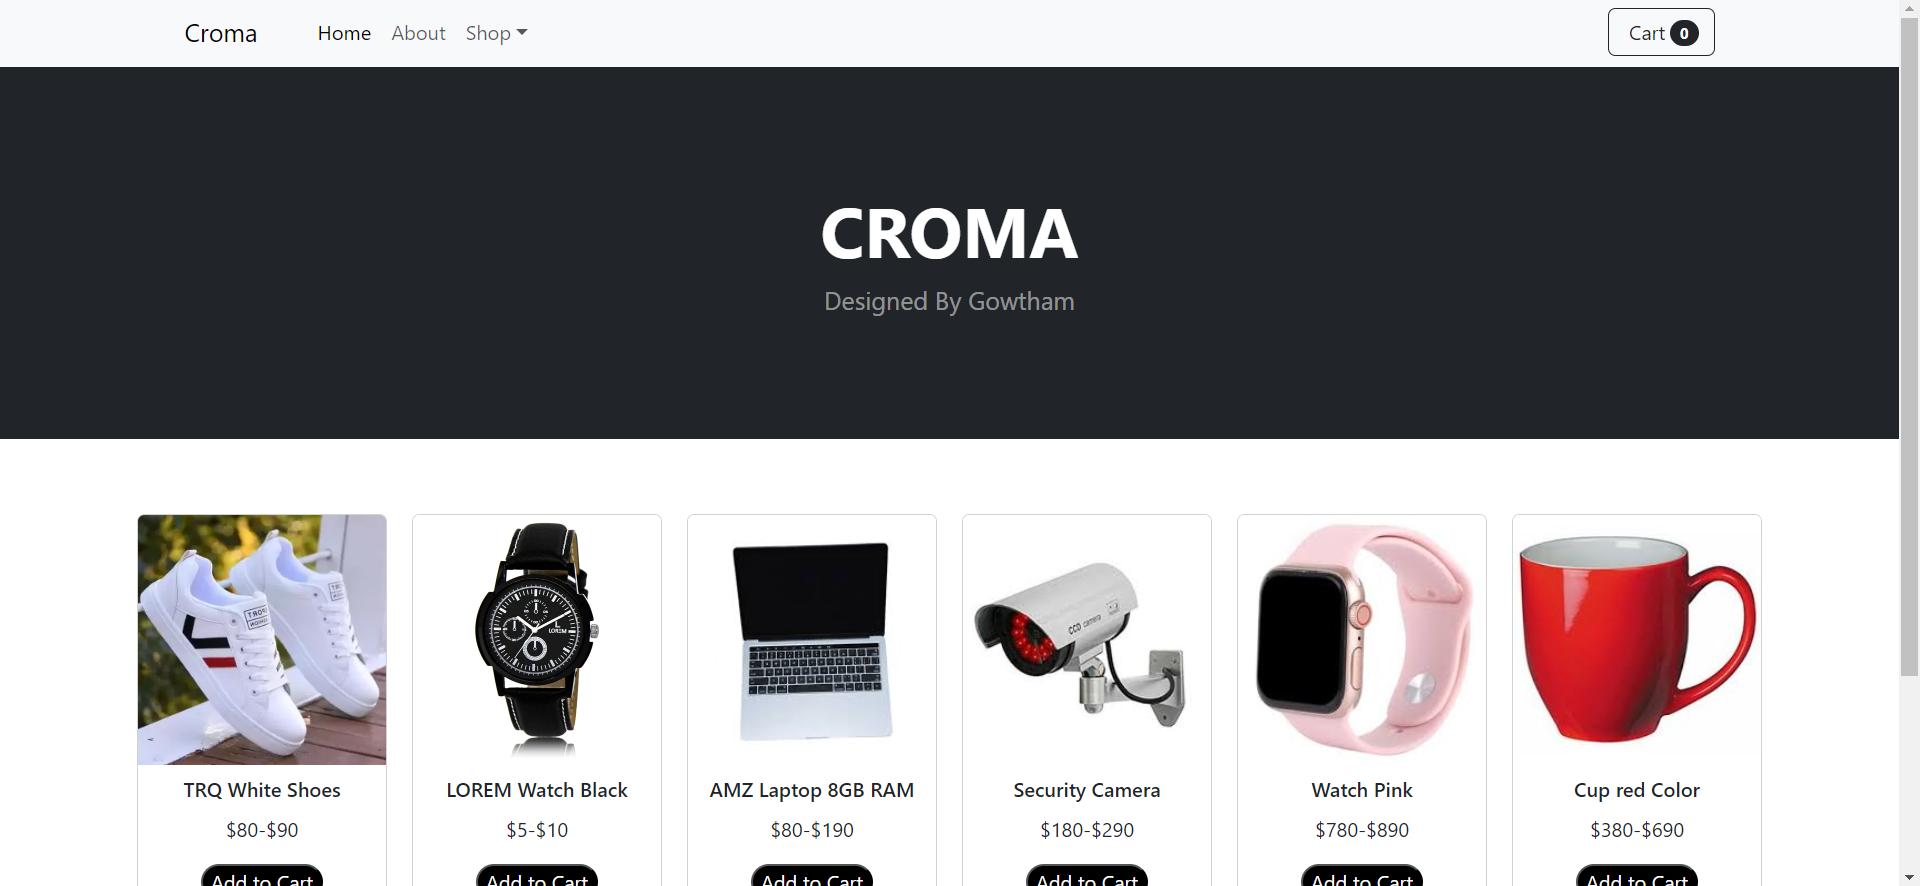 Croma
Home
About
Shop
Cart 0
CROMA
Designed By Gowtham
LOREM
CCD camera
TRQ White Shoes
LOREM Watch Black
AMZ Laptop 8GB RAM
Security Camera
Watch Pink
Cup red Color
$80-$90
$5-$10
$80-$190
$180-$290
$780-$890
$380-$690
Add to Cart
Add to Cart
Add to Cart
Add to Cart
Add to Cart
Add to Cart